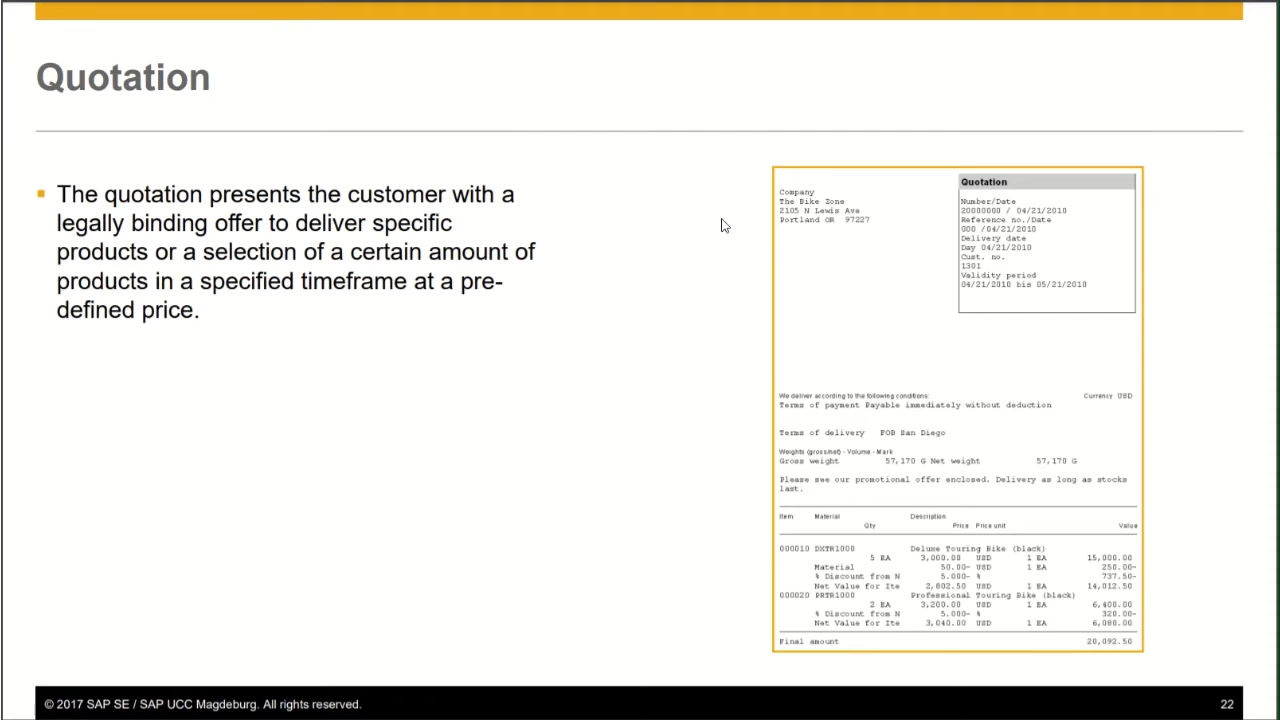 Quotation
The quotation presents the customer with a
legally binding offer to deliver specific
products or a selection of a certain amount of
products in a specified timeframe at a pre-
defined price.
Company
The Bike Zone
2105 N Lewis Ave
Portland OR 97227
Quotation
Number/Date
20000000 / 04/21/2010
Reference no./Date
000 /04/21/2010
Delivery date
Day 04/21/2010
Cust. no.
1301
Validity period
04/21/2010 bis 05/21/2010
We deliver according to the following conditions: Currency USD
Terms of payment Payable immediately without deduction
Terms of delivery FOB San Diego
Weights (gross/net) - Volume - Mark
Gross weight 57,170 G Net weight 57,170 G
Please see our promotional offer enclosed. Delivery as long as stocks
last.
Item Material Description
Qty Price Price unit Value
000010 DXTR1000 Deluxe Touring Bike (black)
5 EA 3,000.00 USD 1 EA 15,000.00
Material 50.00- USD 1 EA 250.00-
% Discount from N 5.000- % 737.50-
Net Value for Ite 2,802.50 USD 1 EA 14,012.50
000020 PRTR1000 Professional Touring Bike (black)
2 EA 3,200.00 USD 1 EA 6,400.00
% Discount from N 5.000- % 320.00-
Net Value for Ite 3,040.00 USD 1 EA 6,080.00
Final amount 20,092.50
© 2017 SAP SE / SAP UCC Magdeburg. All rights reserved. 22